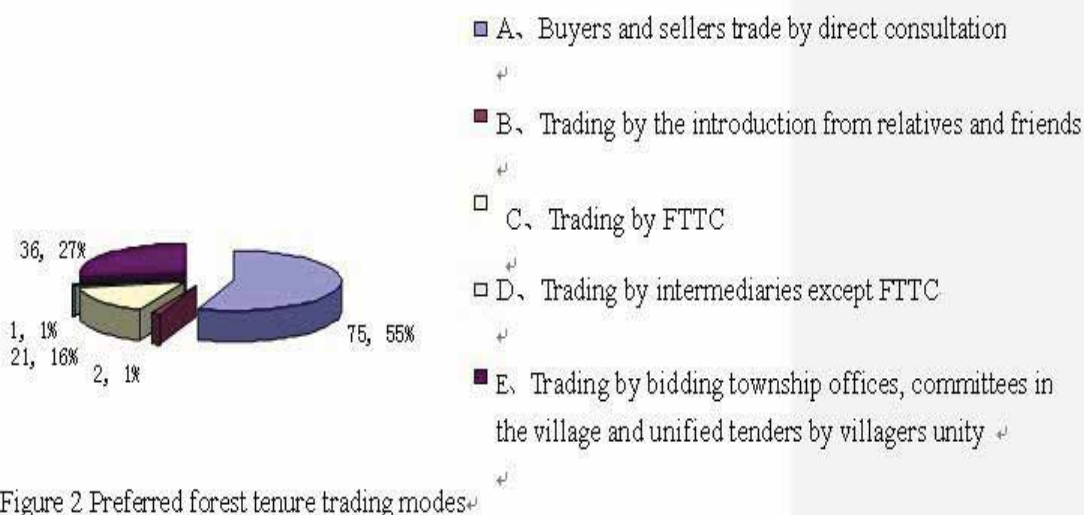 A、Buyers and sellers trade by direct consultation
B、Trading by the introduction from relatives and friends
C、Trading by FTTC
D、Trading by intermediaries except FTTC
E、Trading by bidding township offices, committees in
the village and unified tenders by villagers unity
36, 27%
1, 1%
21, 16%
2, 1%
75, 55%
Figure 2 Preferred forest tenure trading modes